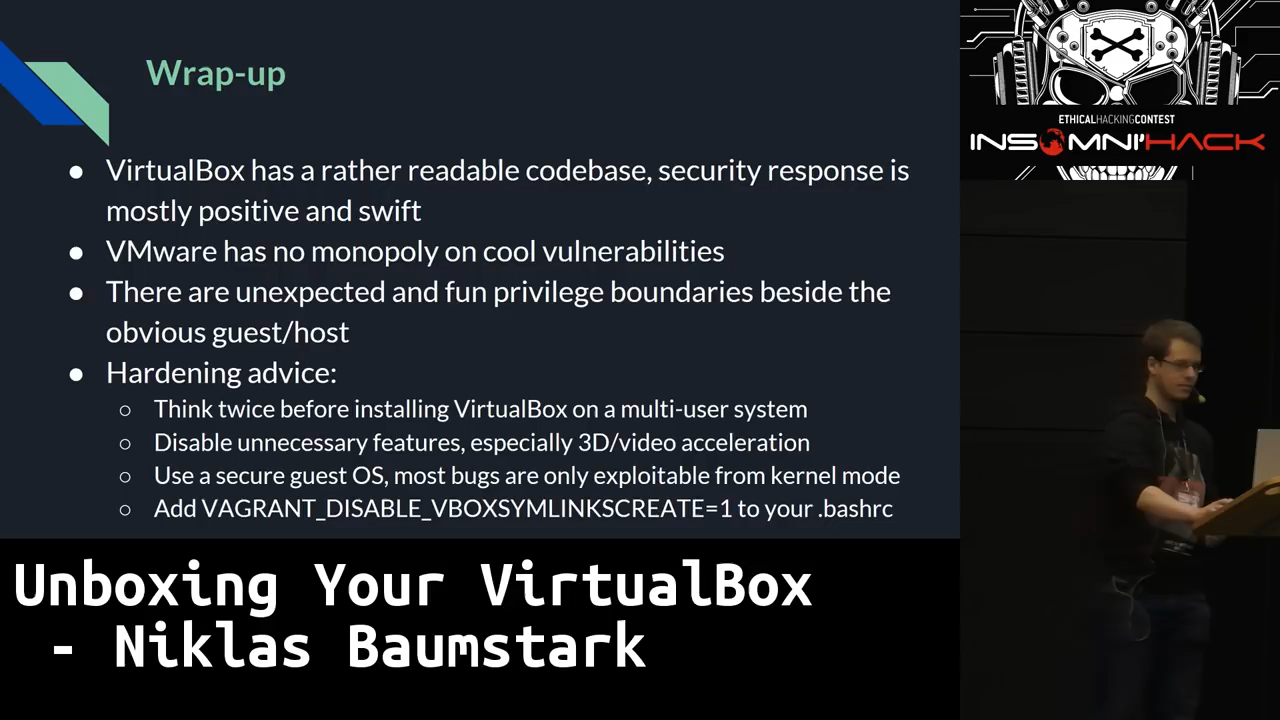 Wrap-up
● VirtualBox has a rather readable codebase, security response is
mostly positive and swift
● VMware has no monopoly on cool vulnerabilities
● There are unexpected and fun privilege boundaries beside the
obvious guest/host
● Hardening advice:
○ Think twice before installing VirtualBox on a multi-user system
○ Disable unnecessary features, especially 3D/video acceleration
○ Use a secure guest OS, most bugs are only exploitable from kernel mode
○ Add VAGRANT_DISABLE_VBOXSYMLINKSCREATE=1 to your .bashrc
Unboxing Your VirtualBox
- Niklas Baumstark
ETHICALHACKINGCONTEST
INSOMNI'HACK